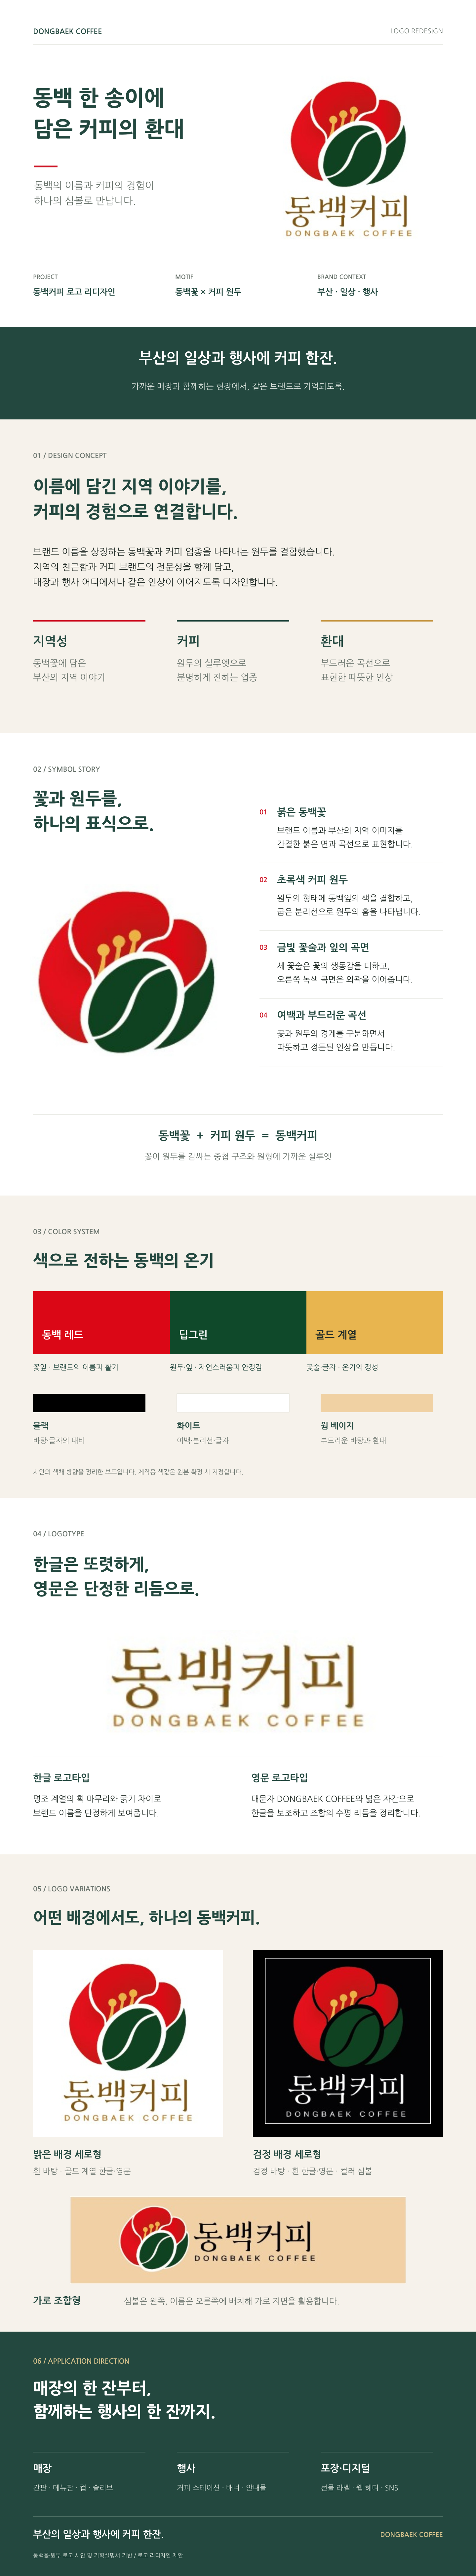 DONGBAEK COFFEE
LOGO REDESIGN
동백 한 송이에
담은 커피의 환대
동백의 이름과 커피의 경험이
하나의 심볼로 만납니다.
동백커피
DONGBAEK COFFEE
PROJECT
동백커피 로고 리디자인
MOTIF
동백꽃 × 커피 원두
BRAND CONTEXT
부산 · 일상 · 행사
부산의 일상과 행사에 커피 한잔.
가까운 매장과 함께하는 현장에서, 같은 브랜드로 기억되도록.
01 / DESIGN CONCEPT
이름에 담긴 지역 이야기를,
커피의 경험으로 연결합니다.
브랜드 이름을 상징하는 동백꽃과 커피 업종을 나타내는 원두를 결합했습니다.
지역의 친근함과 커피 브랜드의 전문성을 함께 담고,
매장과 행사 어디에서나 같은 인상이 이어지도록 디자인합니다.
지역성
동백꽃에 담은
부산의 지역 이야기
커피
원두의 실루엣으로
분명하게 전하는 업종
환대
부드러운 곡선으로
표현한 따뜻한 인상
02 / SYMBOL STORY
꽃과 원두를,
하나의 표식으로.
01 붉은 동백꽃
브랜드 이름과 부산의 지역 이미지를
간결한 붉은 면과 곡선으로 표현합니다.
02 초록색 커피 원두
원두의 형태에 동백잎의 색을 결합하고,
굽은 분리선으로 원두의 홈을 나타냅니다.
03 금빛 꽃술과 잎의 곡면
세 꽃술은 꽃의 생동감을 더하고,
오른쪽 녹색 곡면은 외곽을 이어줍니다.
04 여백과 부드러운 곡선
꽃과 원두의 경계를 구분하면서
따뜻하고 정돈된 인상을 만듭니다.
동백꽃 + 커피 원두 = 동백커피
꽃이 원두를 감싸는 중첩 구조와 원형에 가까운 실루엣
03 / COLOR SYSTEM
색으로 전하는 동백의 온기
동백 레드
딥그린
골드 계열
꽃잎 · 브랜드의 이름과 활기
원두·잎 · 자연스러움과 안정감
꽃술·글자 · 온기와 정성
블랙
바탕·글자의 대비
화이트
여백·분리선·글자
웜 베이지
부드러운 바탕과 환대
시안의 색채 방향을 정리한 보드입니다. 제작용 색값은 원본 확정 시 지정합니다.
04 / LOGOTYPE
한글은 또렷하게,
영문은 단정한 리듬으로.
동백커피
DONGBAEK COFFEE
한글 로고타입
명조 계열의 획 마무리와 굵기 차이로
브랜드 이름을 단정하게 보여줍니다.
영문 로고타입
대문자 DONGBAEK COFFEE와 넓은 자간으로
한글을 보조하고 조합의 수평 리듬을 정리합니다.
05 / LOGO VARIATIONS
어떤 배경에서도, 하나의 동백커피.
동백커피
DONGBAEK COFFEE
동백커피
DONGBAEK COFFEE
밝은 배경 세로형
흰 바탕 · 골드 계열 한글·영문
검정 배경 세로형
검정 바탕 · 흰 한글·영문 · 컬러 심볼
동백커피
DONGBAEK COFFEE
가로 조합형
심볼은 왼쪽, 이름은 오른쪽에 배치해 가로 지면을 활용합니다.
06 / APPLICATION DIRECTION
매장의 한 잔부터,
함께하는 행사의 한 잔까지.
매장
간판 · 메뉴판 · 컵 · 슬리브
행사
커피 스테이션 · 배너 · 안내물
포장·디지털
선물 라벨 · 웹 헤더 · SNS
부산의 일상과 행사에 커피 한잔.
DONGBAEK COFFEE
동백꽃·원두 로고 시안 및 기획설명서 기반 / 로고 리디자인 제안